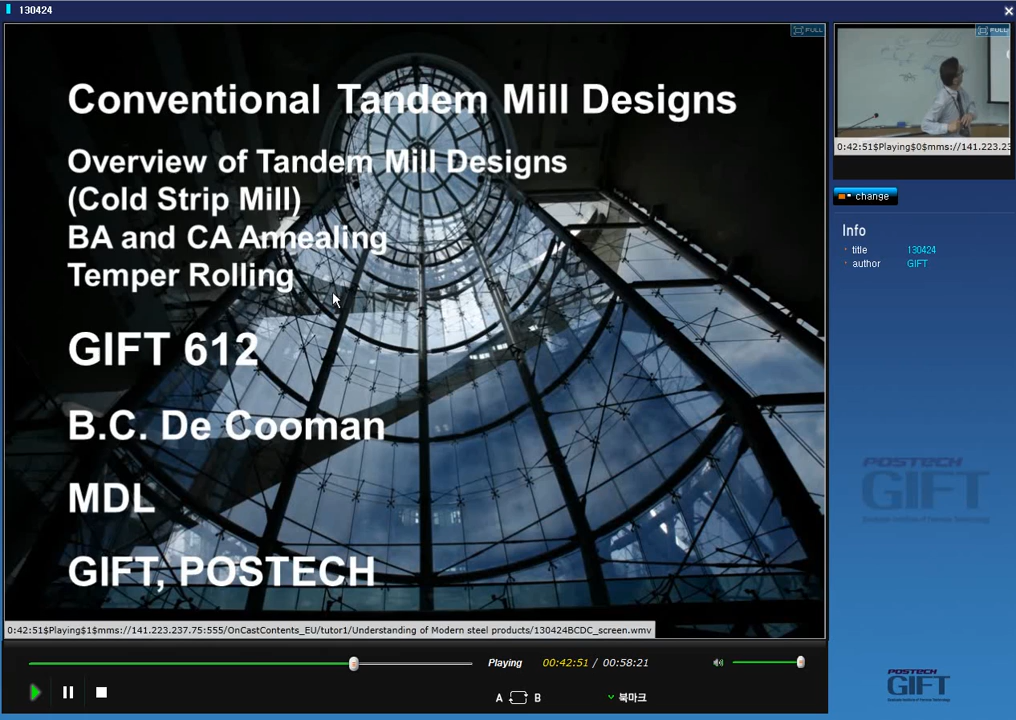 130424
FULL
FULL
Conventional Tandem Mill Designs
Overview of Tandem Mill Designs
(Cold Strip Mill)
BA and CA Annealing
Temper Rolling
GIFT 612
B.C. De Cooman
MDL
GIFT, POSTECH
0:42:51$Playing$1$mms://141.223.237.75:555/OnCastContents_EU/tutor1/Understanding of Modern steel products/130424BCDC_screen.wmv
0:42:51$Playing$0$mms://141.223.23
change
Info
title 130424
author GIFT
POSTECH
GIFT
Playing 00:42:51 / 00:58:21
A B 북마크
POSTECH
GIFT